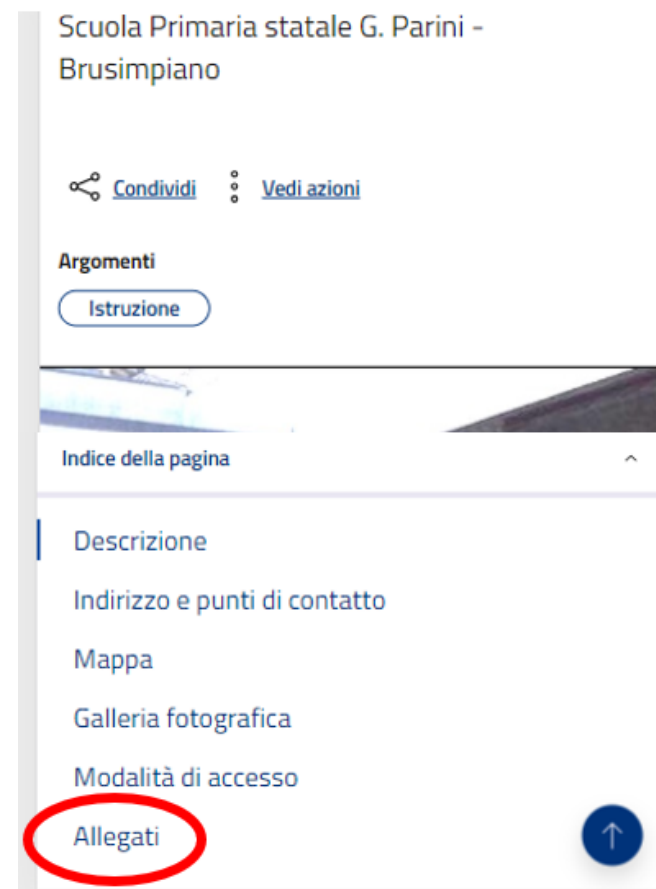 Scuola Primaria statale G. Parini -
Brusimpiano
Condividi
Vedi azioni
Argomenti
Istruzione
Indice della pagina
Descrizione
Indirizzo e punti di contatto
Mappa
Galleria fotografica
Modalità di accesso
Allegati